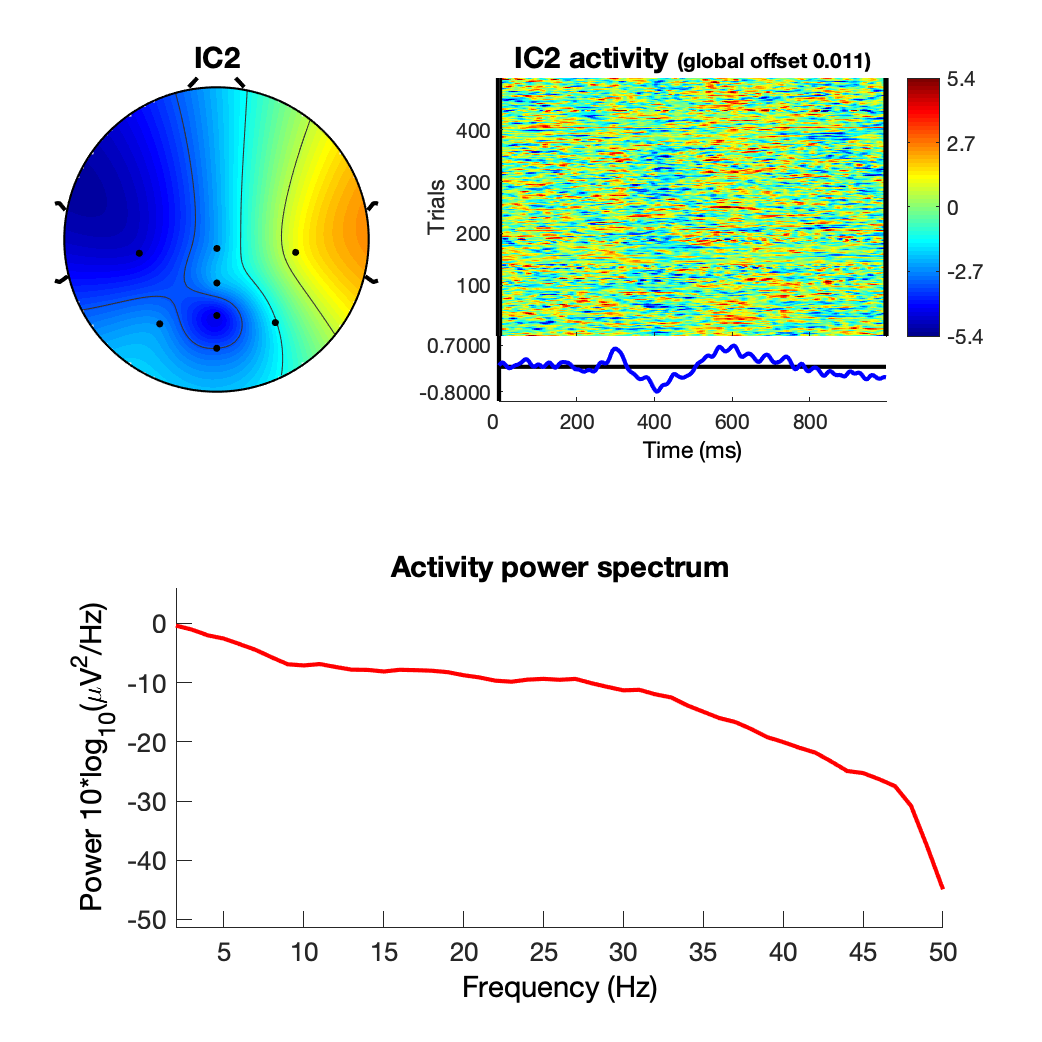 IC2
IC2 activity (global offset 0.011)
Trials
400
300
200
100
5.4
2.7
0
-2.7
-5.4
0.7000
-0.8000
0 200 400 600 800
Time (ms)
Activity power spectrum
Power 10*log10(μV2/Hz)
0
-10
-20
-30
-40
-50
5 10 15 20 25 30 35 40 45 50
Frequency (Hz)